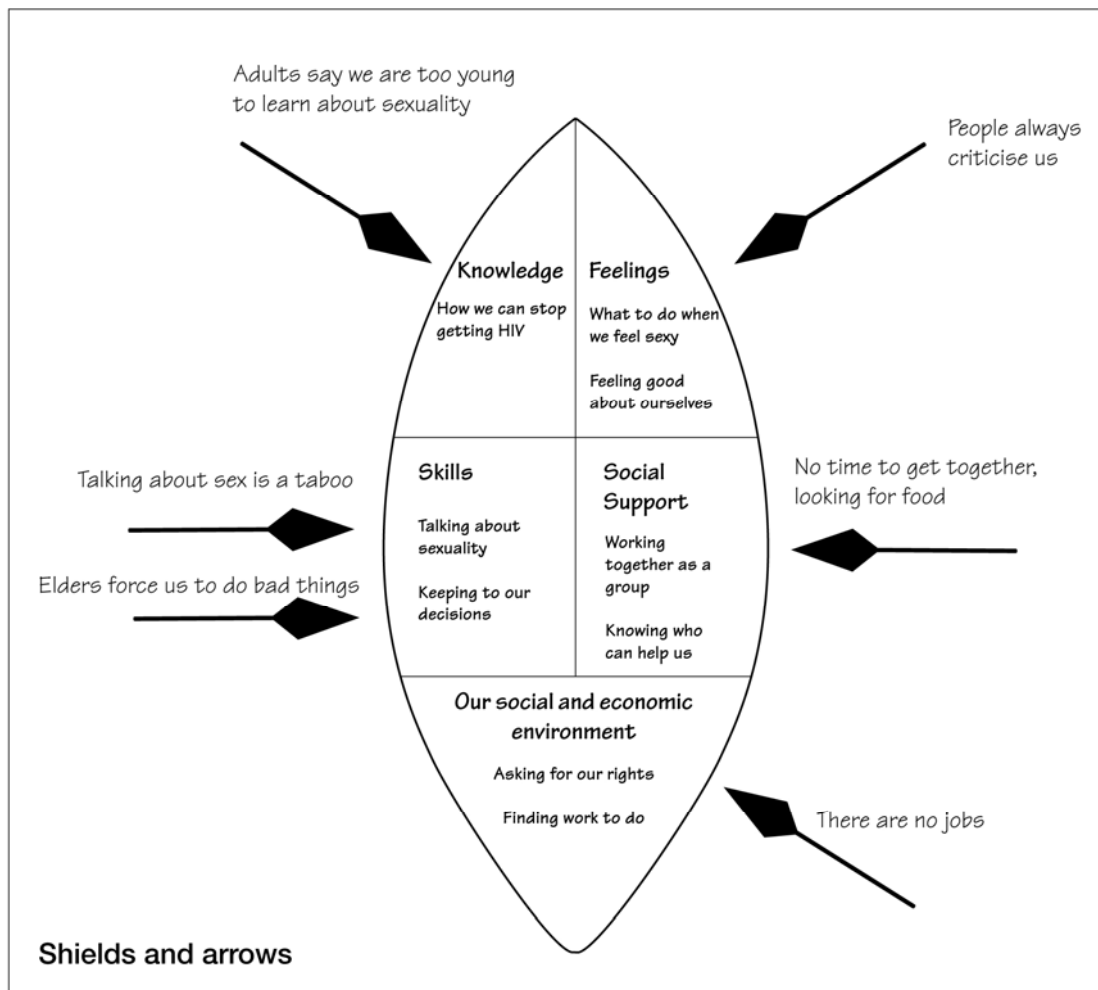 Adults say we are too young
to learn about sexuality
People always
criticise us
Knowledge
How we can stop
getting HIV
Feelings
What to do when
we feel sexy
Feeling good
about ourselves
Talking about sex is a taboo
Elders force us to do bad things
Skills
Talking about
sexuality
Keeping to our
decisions
Social
Support
Working
together as a
group
Knowing who
can help us
No time to get together,
looking for food
Our social and economic
environment
Asking for our rights
Finding work to do
There are no jobs
Shields and arrows